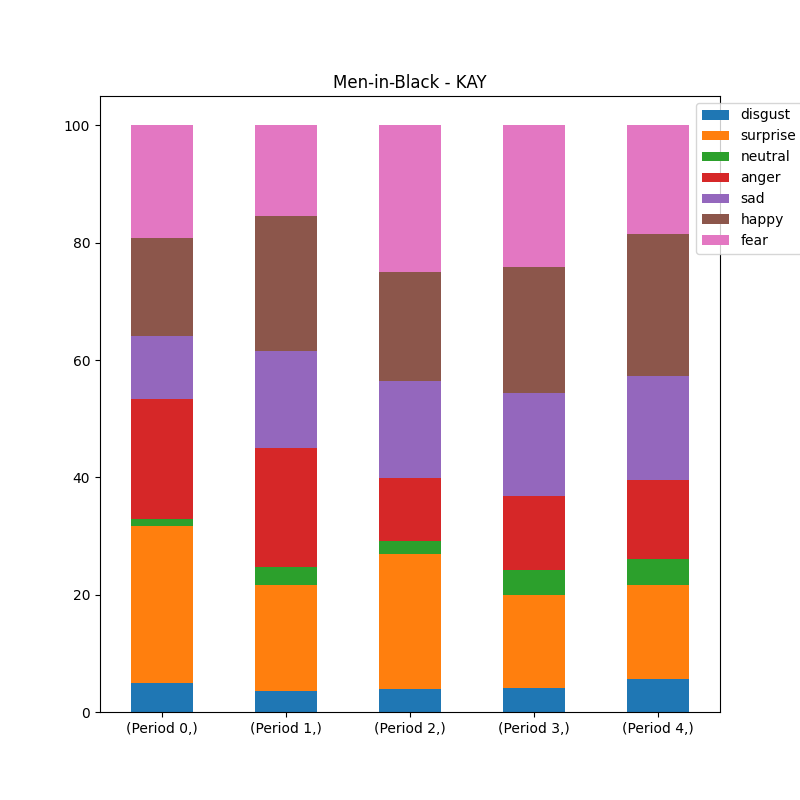 Men-in-Black - KAY
100
80
60
40
20
0
(Period 0,)
(Period 1,)
(Period 2,)
(Period 3,)
(Period 4,)
disgust
surprise
neutral
anger
sad
happy
fear